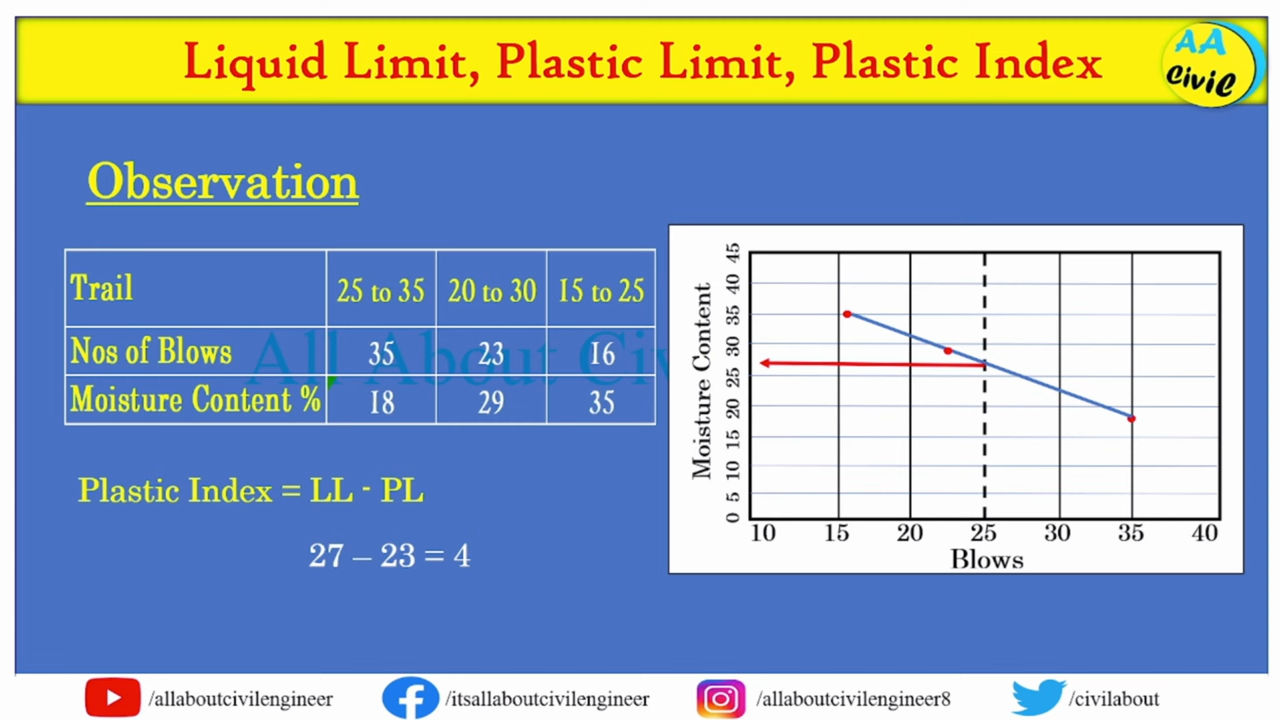 Liquid Limit, Plastic Limit, Plastic Index
AA
Civil
Observation
Trail 25 to 35 20 to 30 15 to 25
Nos of Blows 35 23 16
Moisture Content % 18 29 35
All About Civ
Plastic Index = LL - PL
27 – 23 = 4
Moisture Content
45
40
35
30
25
20
15
10
5
0
10 15 20 25 30 35 40
Blows
/allaboutcivilengineer /itsallaboutcivilengineer /allaboutcivilengineer8 /civilabout